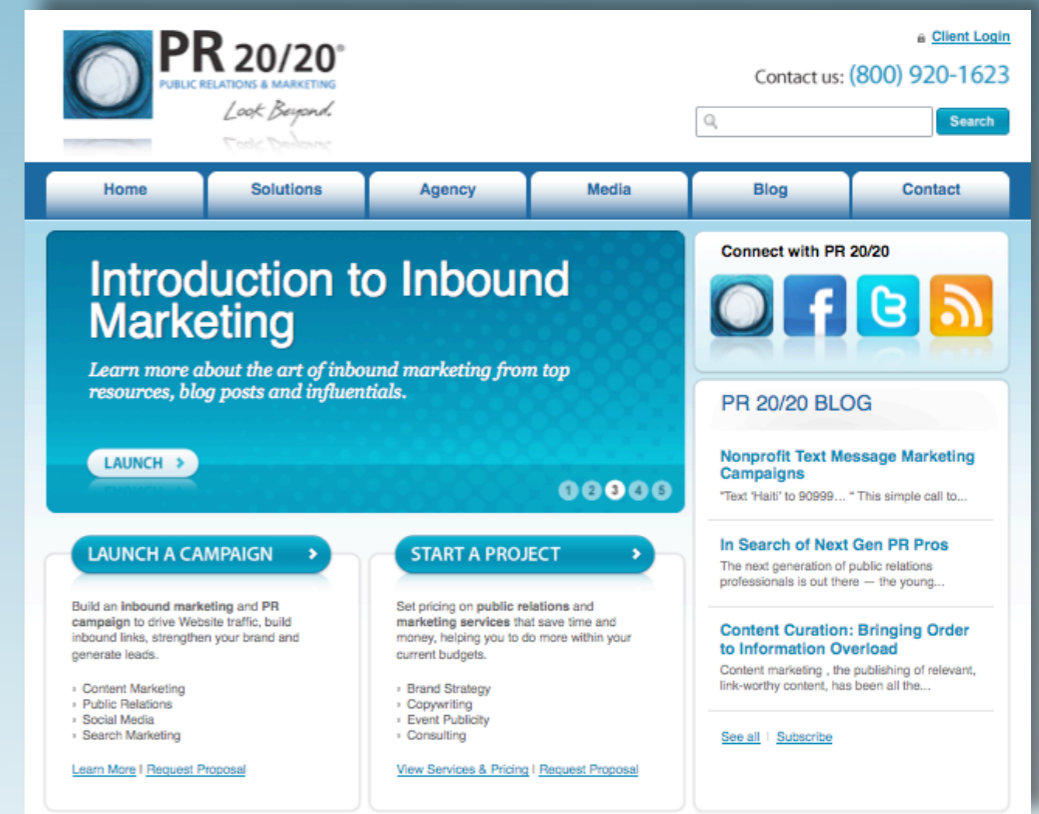 PR 20/20®
PUBLIC RELATIONS & MARKETING
Look Beyond.
Client Login
Contact us: (800) 920-1623
Search
Home
Solutions
Agency
Media
Blog
Contact
Introduction to Inbound
Marketing
Learn more about the art of inbound marketing from top
resources, blog posts and influentials.
LAUNCH
1 2 3 4 5
Connect with PR 20/20
PR 20/20 BLOG
Nonprofit Text Message Marketing
Campaigns
"Text 'Haiti' to 90999... " This simple call to...
In Search of Next Gen PR Pros
The next generation of public relations
professionals is out there — the young...
Content Curation: Bringing Order
to Information Overload
Content marketing , the publishing of relevant,
link-worthy content, has been all the...
See all | Subscribe
LAUNCH A CAMPAIGN
Build an inbound marketing and PR
campaign to drive Website traffic, build
inbound links, strengthen your brand and
generate leads.
Content Marketing
Public Relations
Social Media
Search Marketing
Learn More | Request Proposal
START A PROJECT
Set pricing on public relations and
marketing services that save time and
money, helping you to do more within your
current budgets.
Brand Strategy
Copywriting
Event Publicity
Consulting
View Services & Pricing | Request Proposal